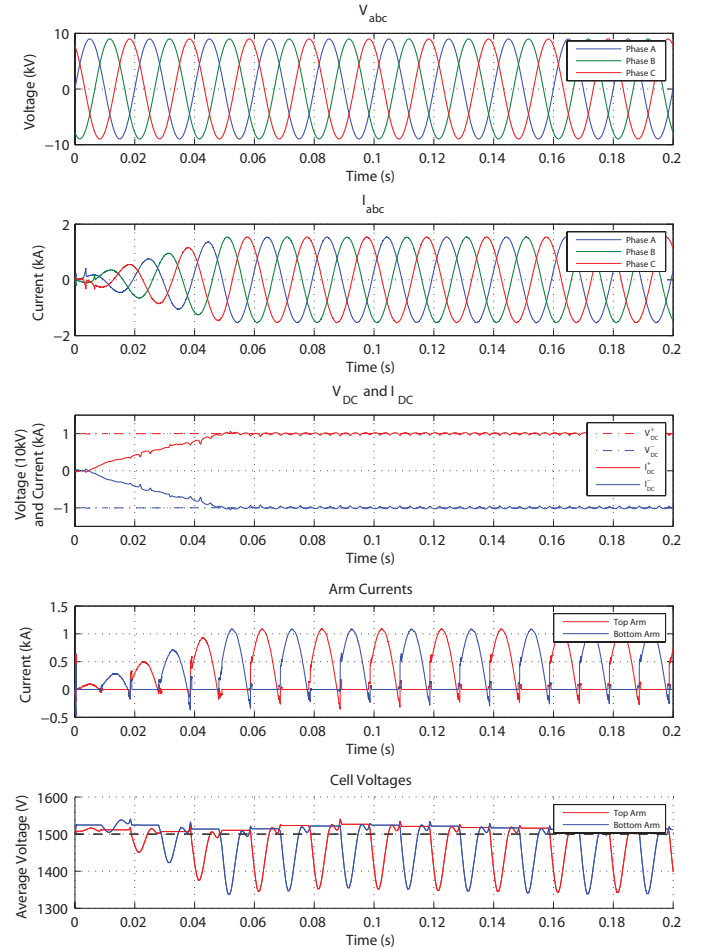 V_abc
10
0
−10
Voltage (kV)
Phase A
Phase B
Phase C
0 0.02 0.04 0.06 0.08 0.1 0.12 0.14 0.16 0.18 0.2
Time (s)
I_abc
2
0
−2
Current (kA)
Phase A
Phase B
Phase C
0 0.02 0.04 0.06 0.08 0.1 0.12 0.14 0.16 0.18 0.2
Time (s)
V_DC and I_DC
1
0
−1
Voltage (10kV)
and Current (kA)
V_DC^+
V_DC^-
I_DC^+
I_DC^-
0 0.02 0.04 0.06 0.08 0.1 0.12 0.14 0.16 0.18 0.2
Time (s)
Arm Currents
1.5
1
0.5
0
−0.5
Current (kA)
Top Arm
Bottom Arm
0 0.02 0.04 0.06 0.08 0.1 0.12 0.14 0.16 0.18 0.2
Time (s)
Cell Voltages
1600
1500
1400
1300
Average Voltage (V)
Top Arm
Bottom Arm
0 0.02 0.04 0.06 0.08 0.1 0.12 0.14 0.16 0.18 0.2
Time (s)